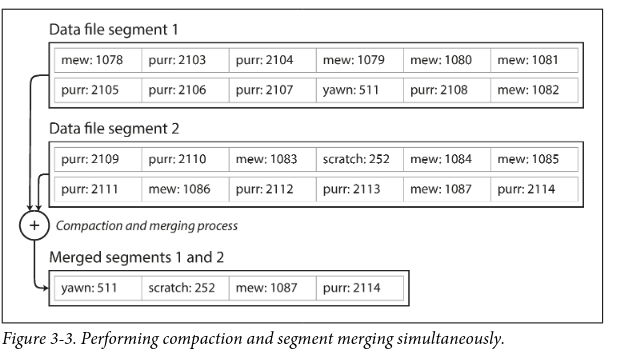 Data file segment 1
mew: 1078 purr: 2103 purr: 2104 mew: 1079 mew: 1080 mew: 1081
purr: 2105 purr: 2106 purr: 2107 yawn: 511 purr: 2108 mew: 1082
Data file segment 2
purr: 2109 purr: 2110 mew: 1083 scratch: 252 mew: 1084 mew: 1085
purr: 2111 mew: 1086 purr: 2112 purr: 2113 mew: 1087 purr: 2114
+ Compaction and merging process
Merged segments 1 and 2
yawn: 511 scratch: 252 mew: 1087 purr: 2114
Figure 3-3. Performing compaction and segment merging simultaneously.